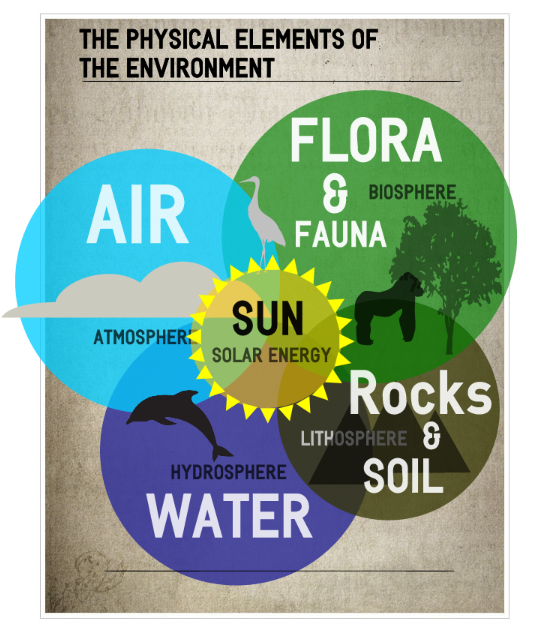 THE PHYSICAL ELEMENTS OF
THE ENVIRONMENT
FLORA
&
BIOSPHERE
FAUNA
AIR
ATMOSPHERE
SUN
SOLAR ENERGY
Rocks
&
LITHOSPHERE
SOIL
HYDROSPHERE
WATER